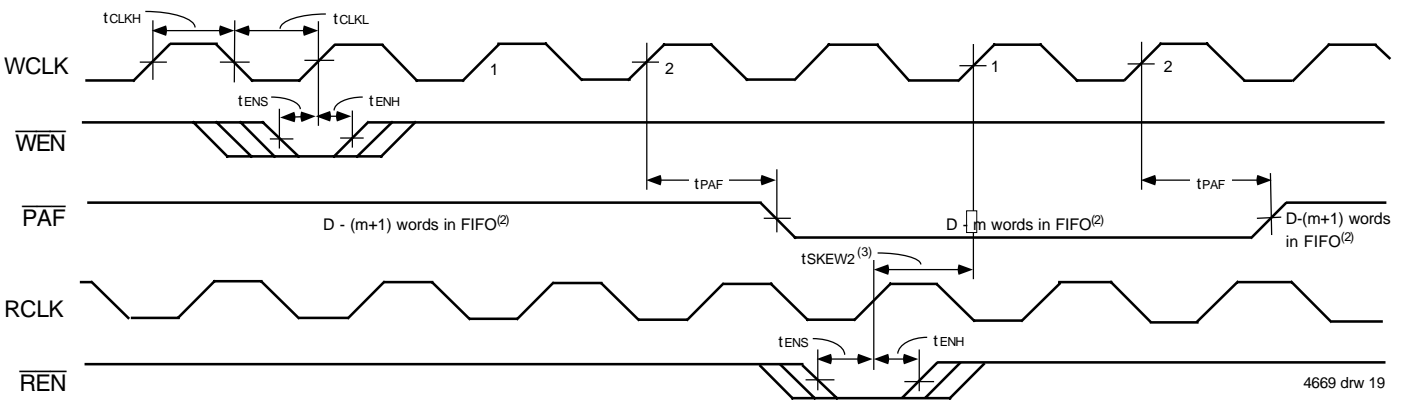 tCLKH
tCLKL
WCLK
1
2
1
2
tENS
tENH
WEN
tPAF
tPAF
PAF
D - (m+1) words in FIFO(2)
D - m words in FIFO(2)
D-(m+1) words
in FIFO(2)
tSKEW2 (3)
RCLK
tENS
tENH
REN
4669 drw 19